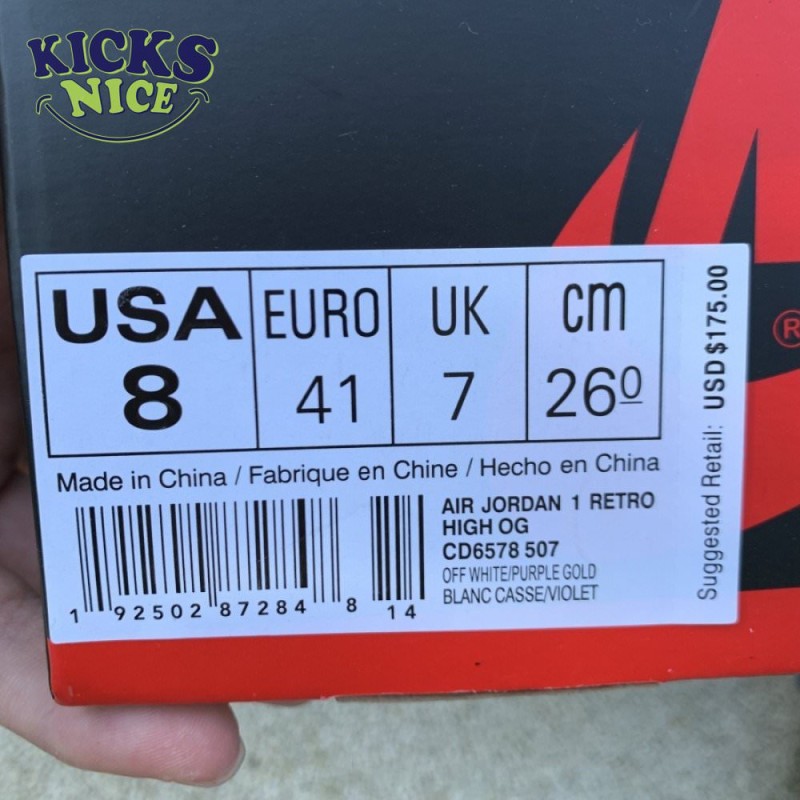 KICKS
NICE
USA EURO UK cm
8 41 7 26⁰
Made in China / Fabrique en Chine / Hecho en China
AIR JORDAN 1 RETRO
HIGH OG
CD6578 507
OFF WHITE/PURPLE GOLD
BLANC CASSE/VIOLET
1 92502 87284 8 14
Suggested Retail: USD $175.00
®